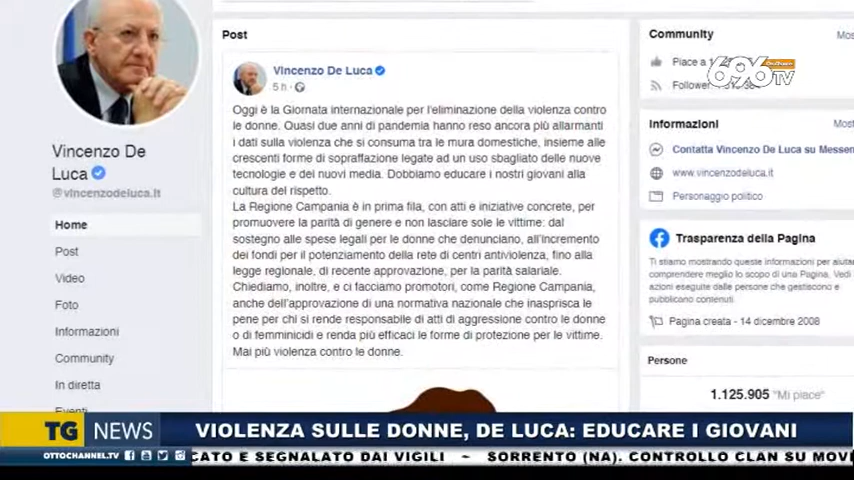 Post
Vincenzo De Luca
5 h
Oggi è la Giornata internazionale per l'eliminazione della violenza contro
le donne. Quasi due anni di pandemia hanno reso ancora più allarmanti
i dati sulla violenza che si consuma tra le mura domestiche, insieme alle
crescenti forme di sopraffazione legate ad un uso sbagliato delle nuove
tecnologie e dei nuovi media. Dobbiamo educare i nostri giovani alla
cultura del rispetto.
La Regione Campania è in prima fila, con atti e iniziative concrete, per
promuovere la parità di genere e non lasciare sole le vittime: dal
sostegno alle spese legali per le donne che denunciano, all'incremento
dei fondi per il potenziamento della rete di centri antiviolenza, fino alla
legge regionale, di recente approvazione, per la parità salariale.
Chiediamo, inoltre, e ci facciamo promotori, come Regione Campania,
anche dell'approvazione di una normativa nazionale che inasprisca le
pene per chi si rende responsabile di atti di aggressione contro le donne
o di femminicidi e renda più efficaci le forme di protezione per le vittime.
Mai più violenza contro le donne.
Vincenzo De
Luca
@vincenzodeluca.it
Home
Post
Video
Foto
Informazioni
Community
In diretta
Eventi
Community
Mos
Piace a
Follower
696 TV
Informazioni
Most
Contatta Vincenzo De Luca su Messen
www.vincenzodeluca.it
Personaggio politico
Trasparenza della Pagina
Ti stiamo mostrando queste informazioni per aiutar
comprendere meglio lo scopo di una Pagina. Vedi
azioni eseguite dalle persone che gestiscono e
pubblicano contenuti.
Pagina creata - 14 dicembre 2008
Persone
1.125.905 "Mi piace"
TG NEWS
VIOLENZA SULLE DONNE, DE LUCA: EDUCARE I GIOVANI
OTTOCHANNEL.TV
CATO E SEGNALATO DAI VIGILI ~ SORRENTO (NA). CONTROLLO CLAN SU MOVI